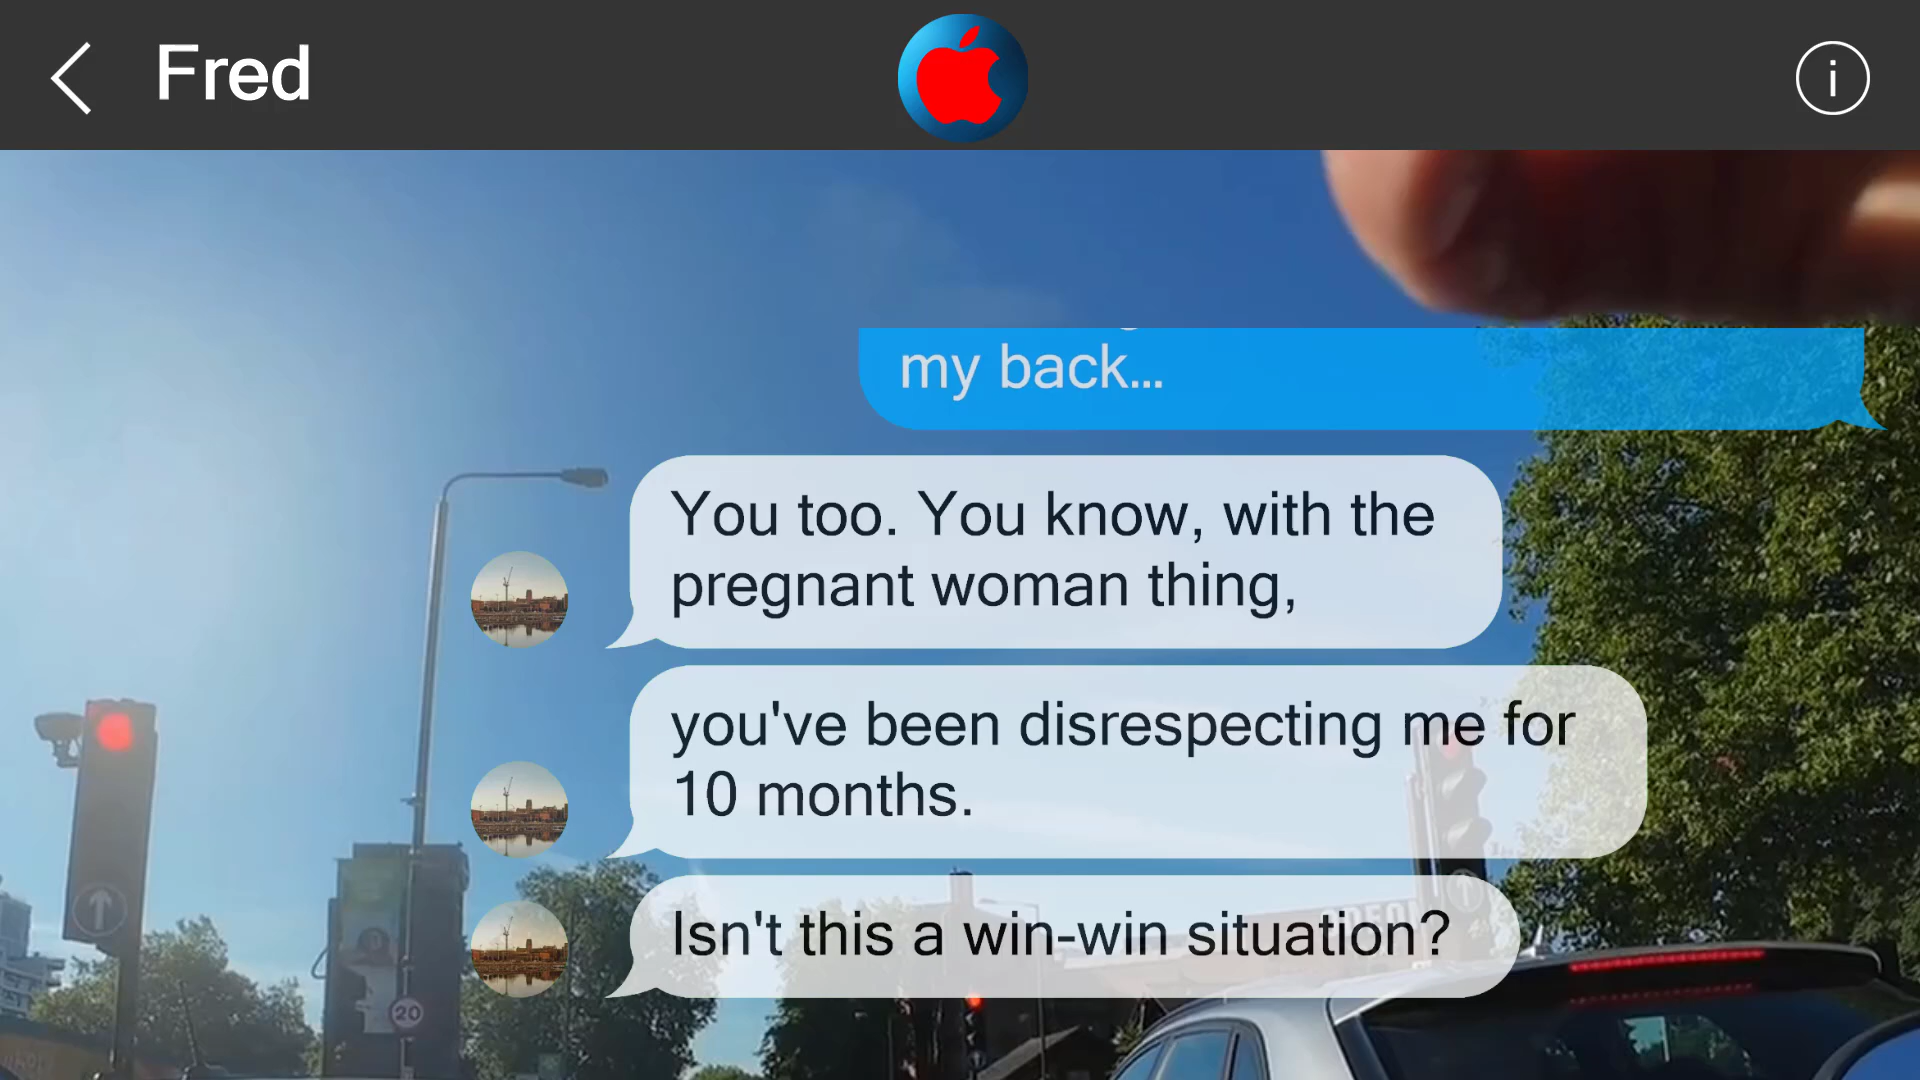 Fred
i
my back...
You too. You know, with the
pregnant woman thing,
you've been disrespecting me for
10 months.
Isn't this a win-win situation?
20